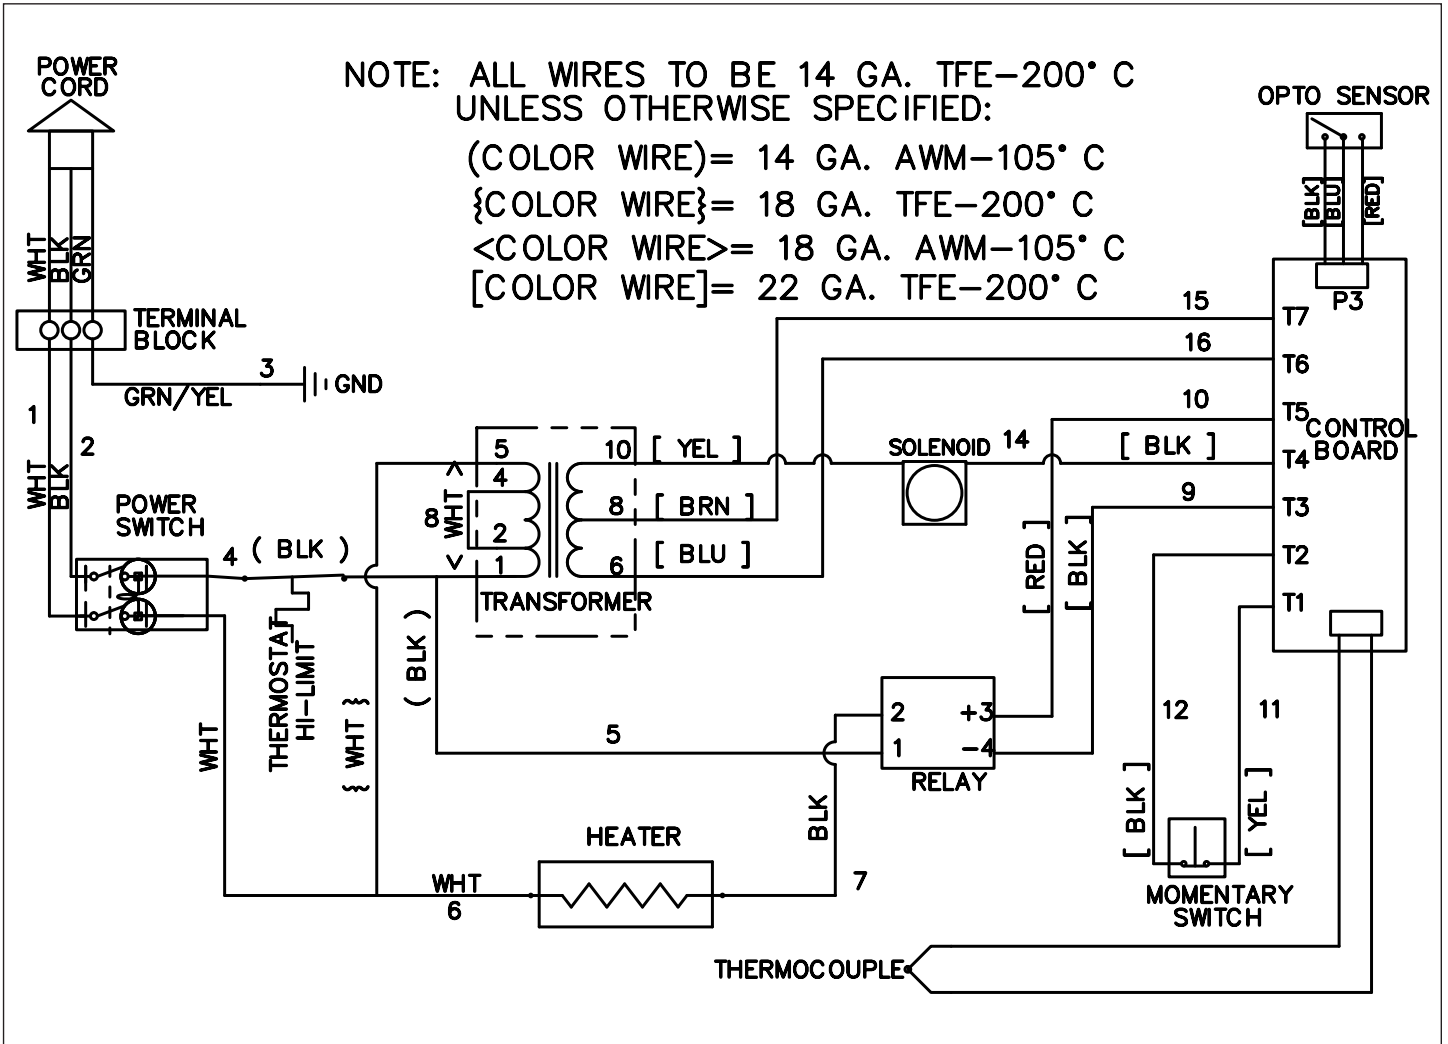 POWER
CORD
NOTE: ALL WIRES TO BE 14 GA. TFE-200° C
UNLESS OTHERWISE SPECIFIED:
(COLOR WIRE)= 14 GA. AWM-105° C
{COLOR WIRE}= 18 GA. TFE-200° C
<COLOR WIRE>= 18 GA. AWM-105° C
[COLOR WIRE]= 22 GA. TFE-200° C
OPTO SENSOR
[BLK]
[BLU]
[RED]
P3
WHT
BLK
GRN
TERMINAL
BLOCK
3
GRN/YEL
GND
1
2
WHT
BLK
POWER
SWITCH
4 ( BLK )
THERMOSTAT
HI-LIMIT
WHT
} WHT {
( BLK )
5
4
2
1
8
< WHT >
10
8
6
TRANSFORMER
[ YEL ]
[ BRN ]
[ BLU ]
SOLENOID
14
[ BLK ]
15
16
10
9
T7
T6
T5
T4
T3
T2
T1
CONTROL
BOARD
[ RED ]
[ BLK ]
2
1
+3
-4
RELAY
5
BLK
7
HEATER
WHT
6
12
11
[ BLK ]
[ YEL ]
MOMENTARY
SWITCH
THERMOCOUPLE